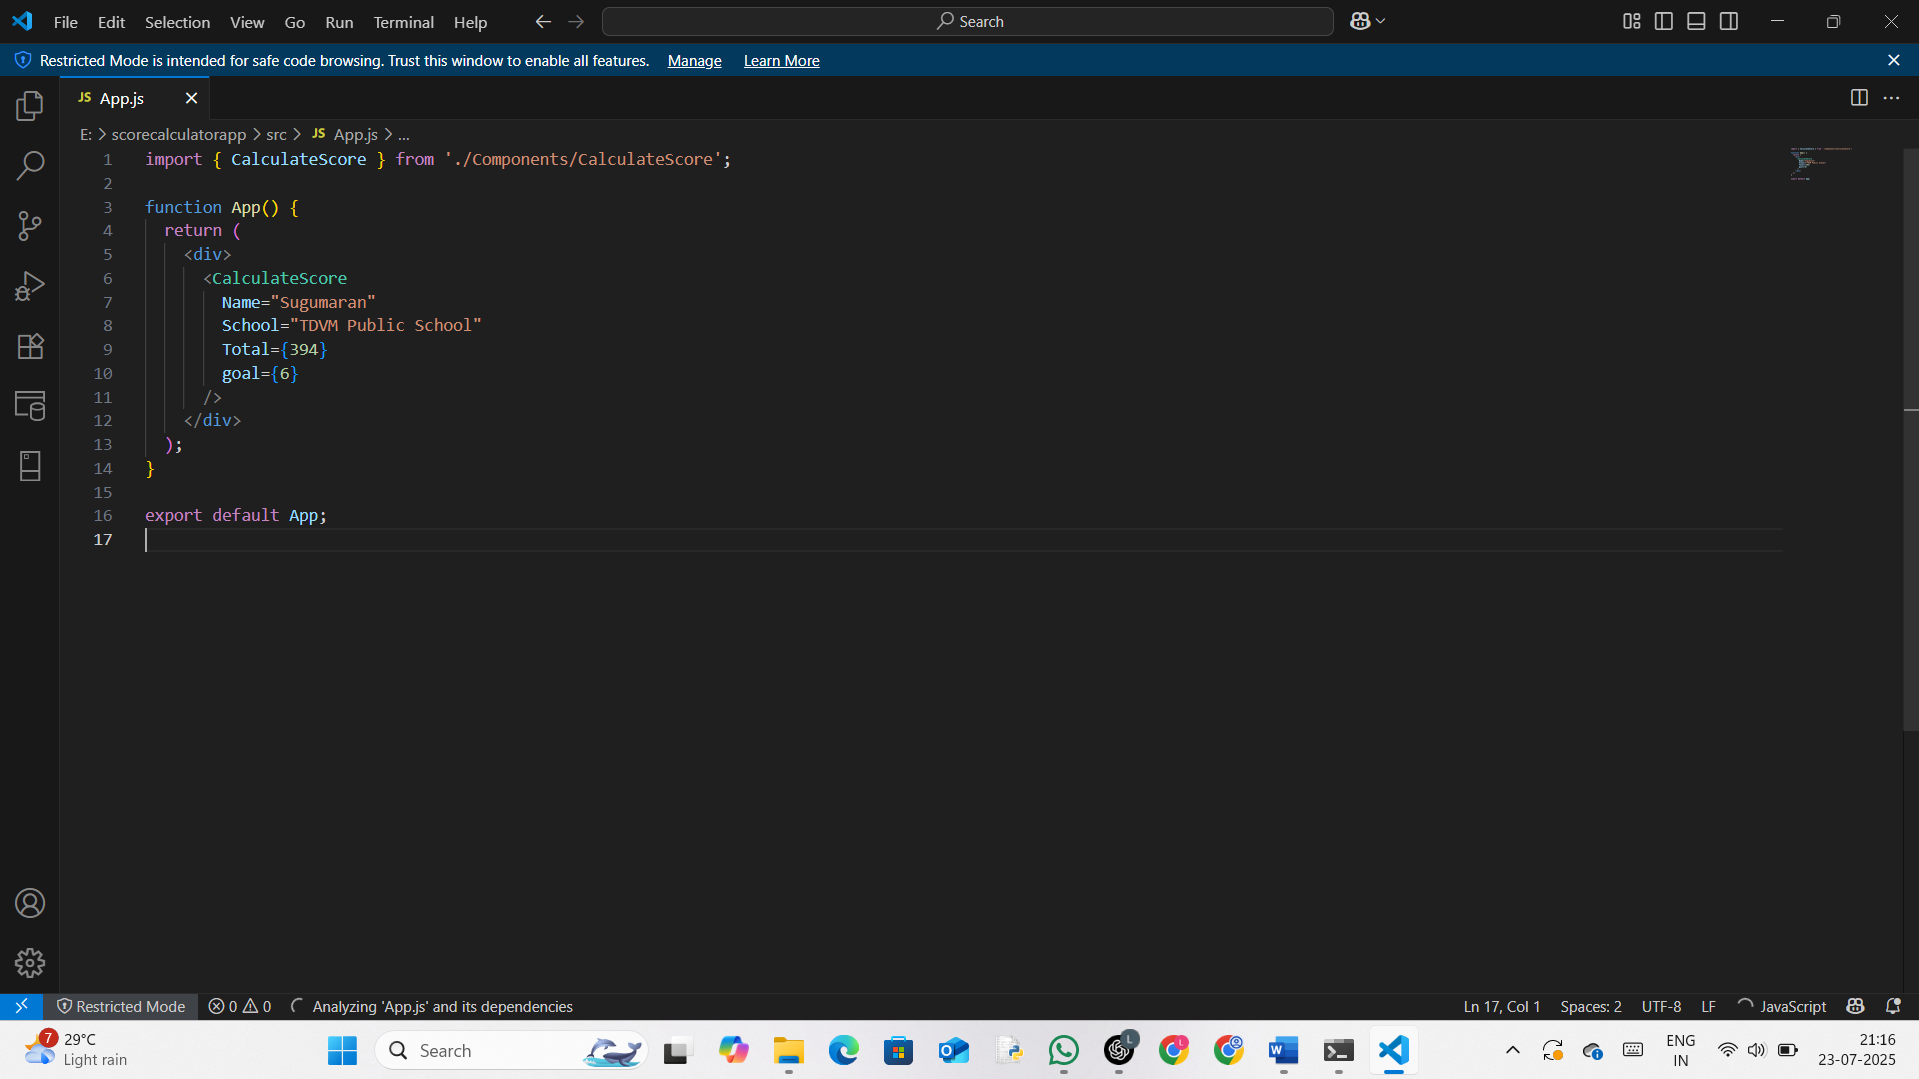 File Edit Selection View Go Run Terminal Help
Search
Restricted Mode is intended for safe code browsing. Trust this window to enable all features. Manage Learn More
JS App.js
E: > scorecalculatorapp > src > JS App.js > ...
1 import { CalculateScore } from './Components/CalculateScore';
2
3 function App() {
4 return (
5 <div>
6 <CalculateScore
7 Name="Sugumaran"
8 School="TDVM Public School"
9 Total={394}
10 goal={6}
11 />
12 </div>
13 );
14 }
15
16 export default App;
17
Restricted Mode 0 0 Analyzing 'App.js' and its dependencies
Ln 17, Col 1 Spaces: 2 UTF-8 LF JavaScript
7 29°C
Light rain
Search
L
L
W
ENG
IN
21:16
23-07-2025